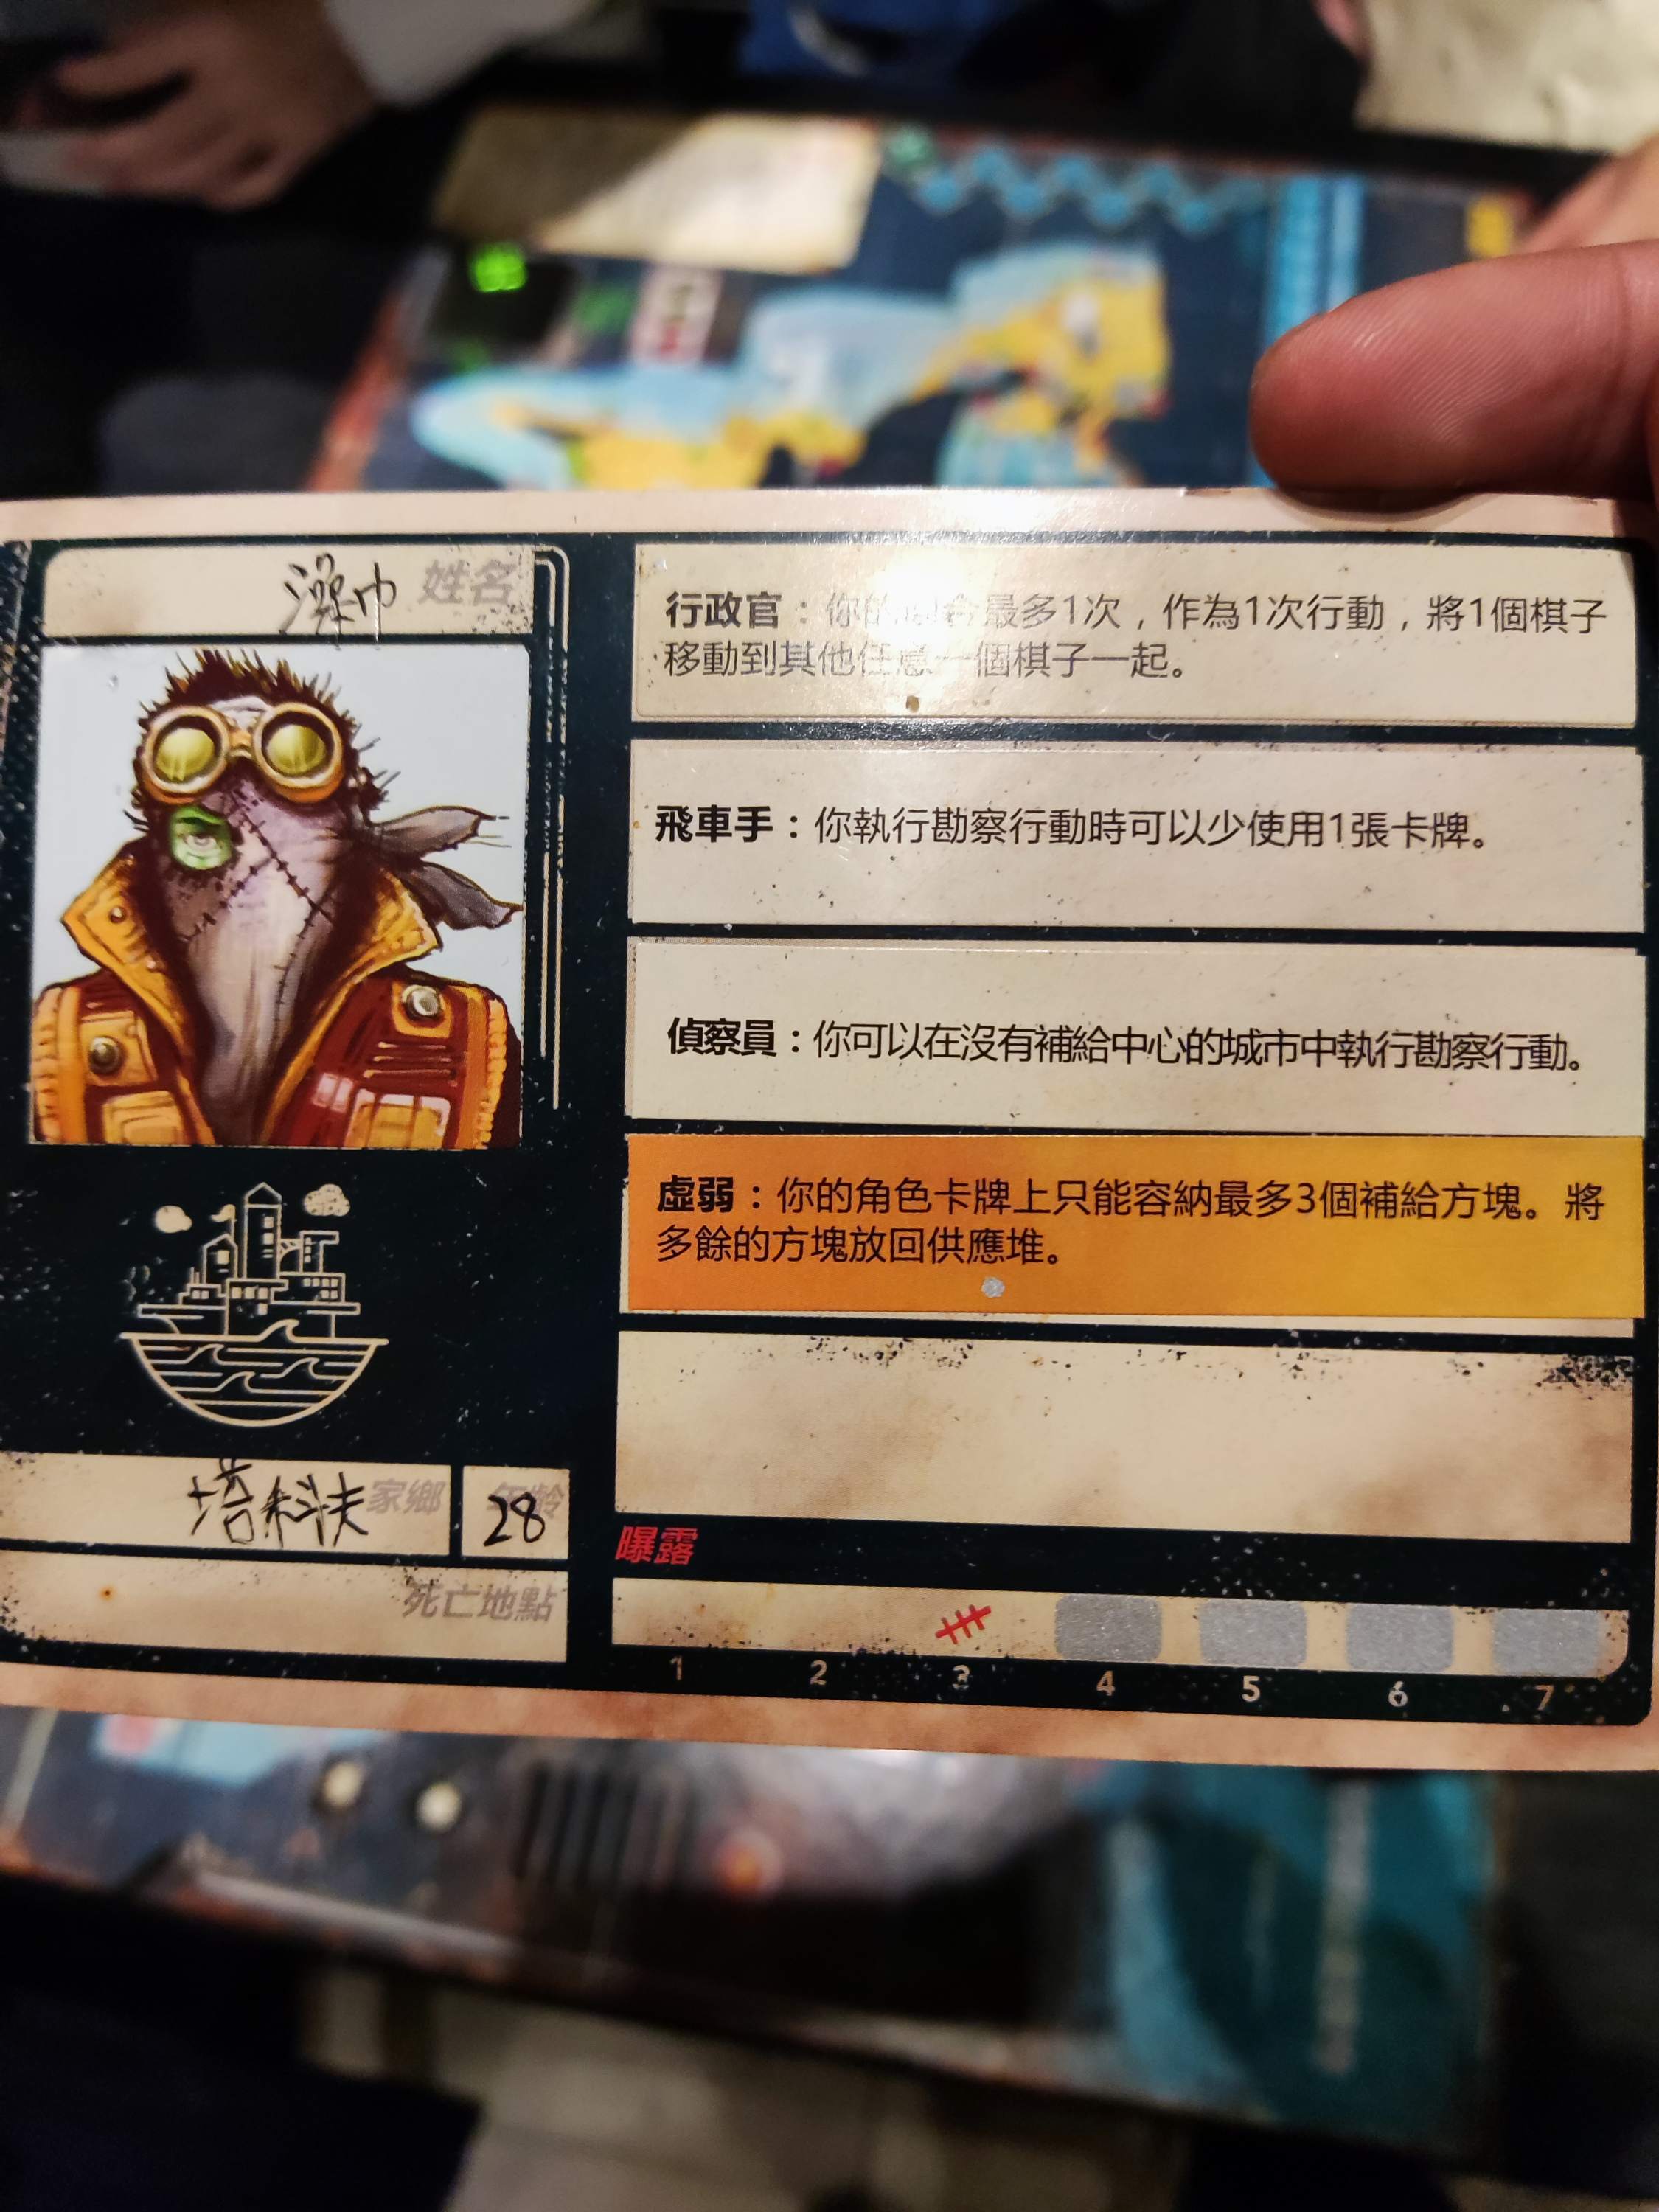 澡巾 姓名
行政官：你的回合最多1次，作為1次行動，將1個棋子
移動到其他任意一個棋子一起。
飛車手：你執行勘察行動時可以少使用1張卡牌。
偵察員：你可以在沒有補給中心的城市中執行勘察行動。
虛弱：你的角色卡牌上只能容納最多3個補給方塊。將
多餘的方塊放回供應堆。
塔科夫 家鄉
年齡 28
死亡地點
曝露
1 2 3 4 5 6 7